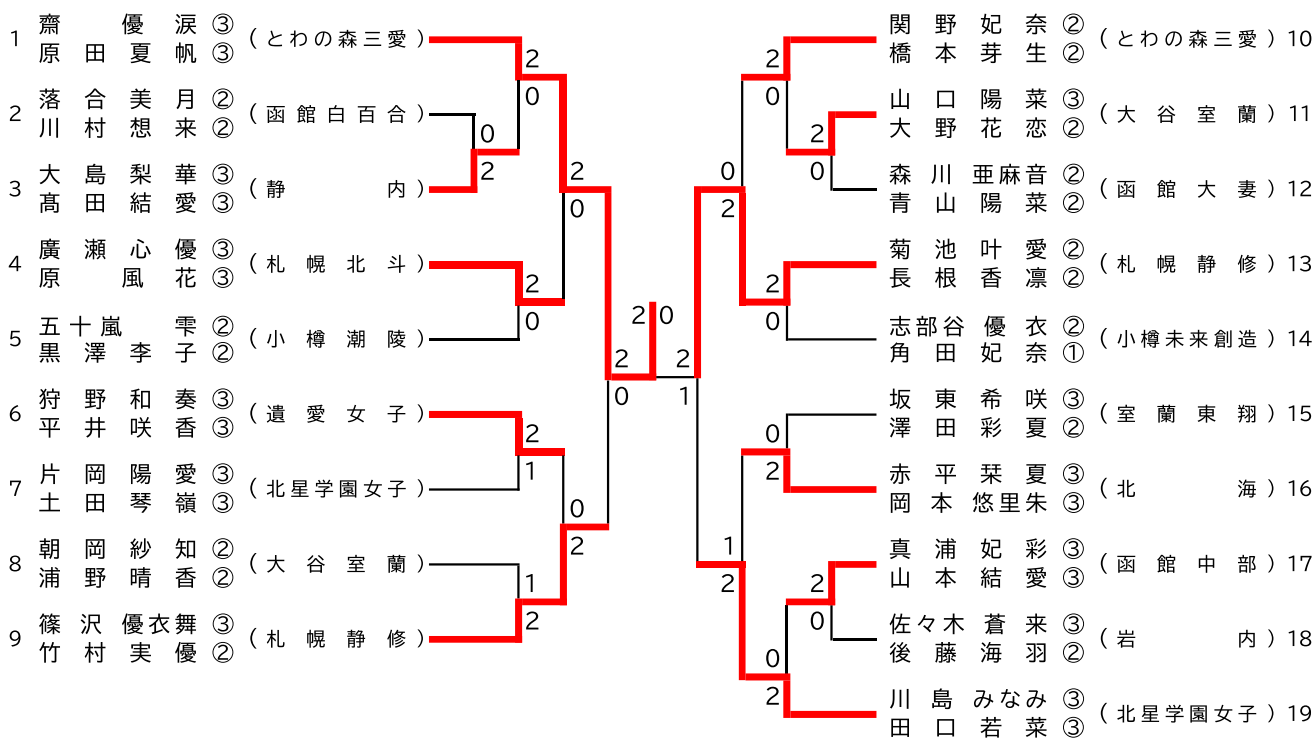 1 齋 優涙 ③ ( とわの森三愛 )
原田夏帆 ③
2 落合美月 ② ( 函館白百合 )
川村想来 ②
3 大島梨華 ③ ( 静内 )
髙田結愛 ③
4 廣瀬心優 ③ ( 札幌北斗 )
原 風花 ③
5 五十嵐 雫 ② ( 小樽潮陵 )
黒澤李子 ②
6 狩野和奏 ③ ( 遺愛女子 )
平井咲香 ③
7 片岡陽愛 ③ ( 北星学園女子 )
土田琴嶺 ③
8 朝岡紗知 ② ( 大谷室蘭 )
浦野晴香 ②
9 篠沢優衣舞 ③ ( 札幌静修 )
竹村実優 ②
2
0
0
2
2
0
2
0
2
1
0
2
1
2
2
0
2 0
2
1
0
2
2
0
2
0
2
0
0
2
1
2
2
0
0
2
関野妃奈 ② ( とわの森三愛 ) 10
橋本芽生 ②
山口陽菜 ③ ( 大谷室蘭 ) 11
大野花恋 ②
森川亜麻音 ② ( 函館大妻 ) 12
青山陽菜 ②
菊池叶愛 ② ( 札幌静修 ) 13
長根香凛 ②
志部谷優衣 ② ( 小樽未来創造 ) 14
角田妃奈 ①
坂東希咲 ③ ( 室蘭東翔 ) 15
澤田彩夏 ②
赤平栞夏 ③ ( 北海 ) 16
岡本悠里朱 ③
真浦妃彩 ③ ( 函館中部 ) 17
山本結愛 ③
佐々木蒼来 ③ ( 岩内 ) 18
後藤海羽 ②
川島みなみ ③ ( 北星学園女子 ) 19
田口若菜 ③